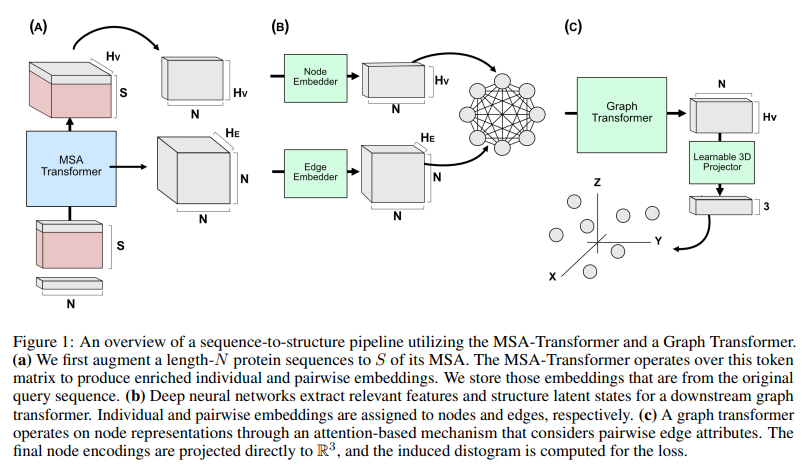 (A)
HV
S
HV
N
MSA
Transformer
HE
N
N
S
N
(B)
Node
Embedder
HV
N
HE
Edge
Embedder
N
N
(C)
Graph
Transformer
N
HV
Learnable 3D
Projector
3
Z
Y
X
Figure 1: An overview of a sequence-to-structure pipeline utilizing the MSA-Transformer and a Graph Transformer.
(a) We first augment a length-N protein sequences to S of its MSA. The MSA-Transformer operates over this token
matrix to produce enriched individual and pairwise embeddings. We store those embeddings that are from the original
query sequence. (b) Deep neural networks extract relevant features and structure latent states for a downstream graph
transformer. Individual and pairwise embeddings are assigned to nodes and edges, respectively. (c) A graph transformer
operates on node representations through an attention-based mechanism that considers pairwise edge attributes. The
final node encodings are projected directly to ℝ³, and the induced distogram is computed for the loss.